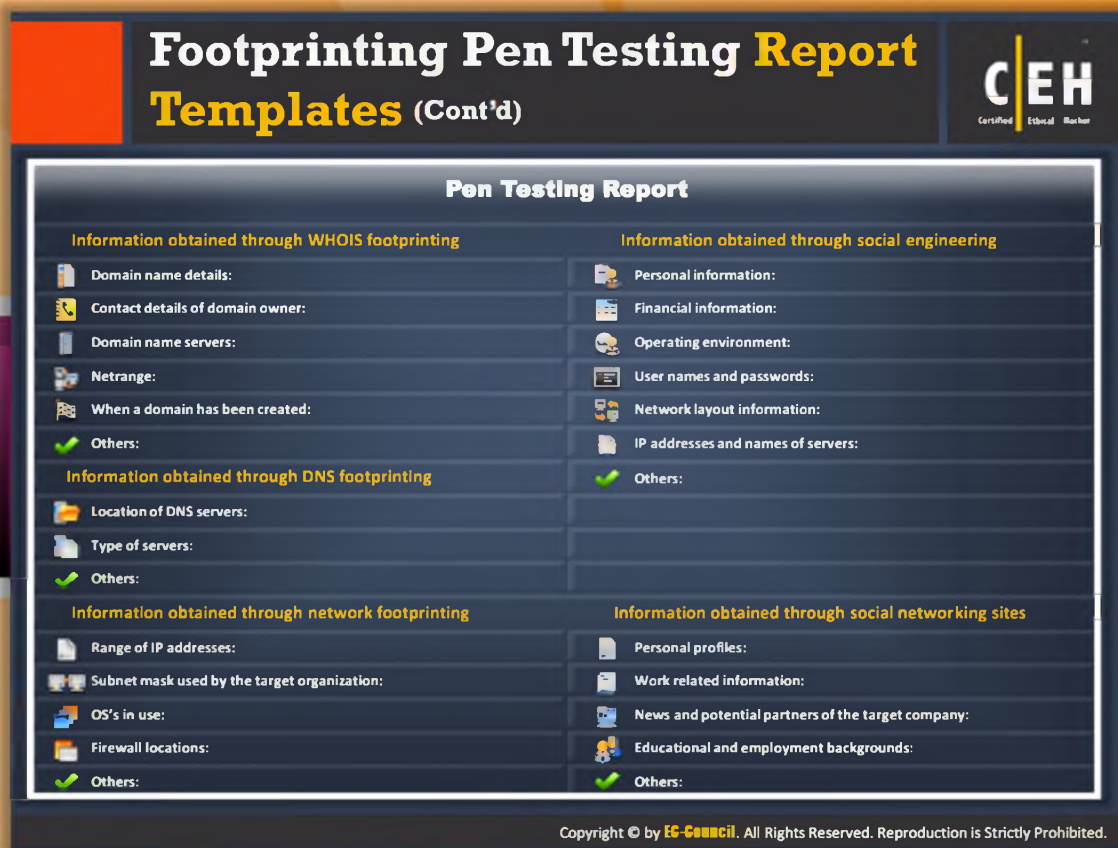 Footprinting Pen Testing Report
Templates (Cont'd)
CEH
Certified Ethical Hacker
Pen Testing Report
Information obtained through WHOIS footprinting
Domain name details:
Contact details of domain owner:
Domain name servers:
Netrange:
When a domain has been created:
Others:
Information obtained through DNS footprinting
Location of DNS servers:
Type of servers:
Others:
Information obtained through network footprinting
Range of IP addresses:
Subnet mask used by the target organization:
OS's in use:
Firewall locations:
Others:
Information obtained through social engineering
Personal information:
Financial information:
Operating environment:
User names and passwords:
Network layout information:
IP addresses and names of servers:
Others:
Information obtained through social networking sites
Personal profiles:
Work related information:
News and potential partners of the target company:
Educational and employment backgrounds:
Others:
Copyright © by EC-Council. All Rights Reserved. Reproduction is Strictly Prohibited.